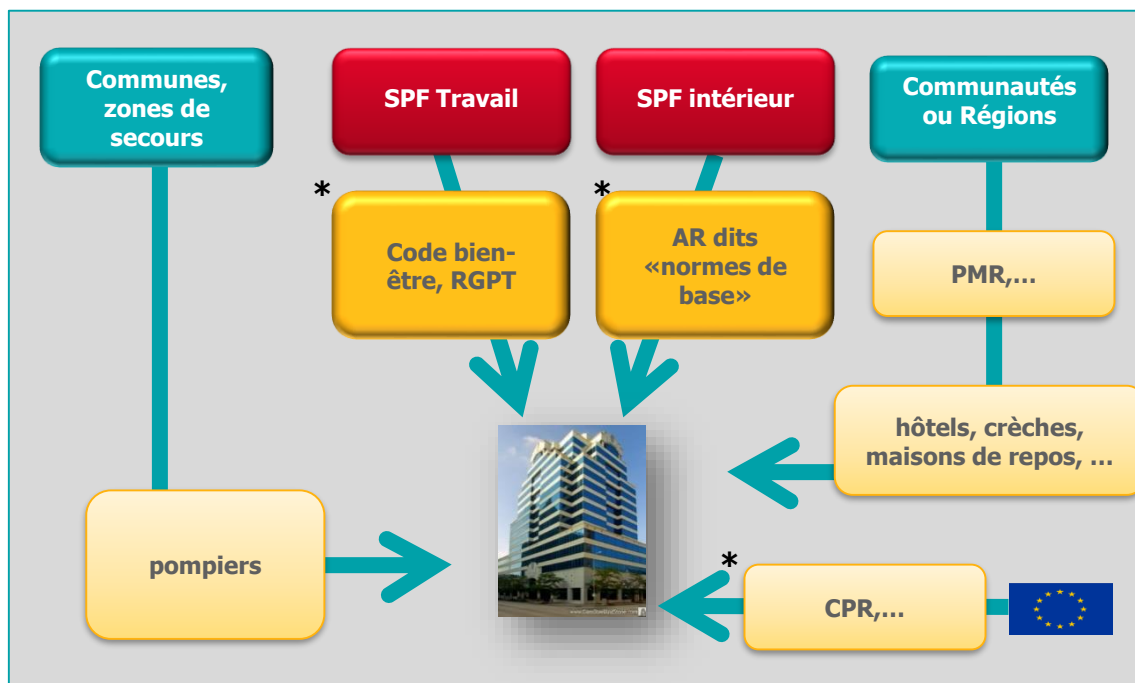 Communes,
zones de
secours
SPF Travail
SPF intérieur
Communautés
ou Régions
*
Code bien-
être, RGPT
*
AR dits
«normes de
base»
PMR,...
hôtels, crèches,
maisons de repos, ...
pompiers
*
CPR,...